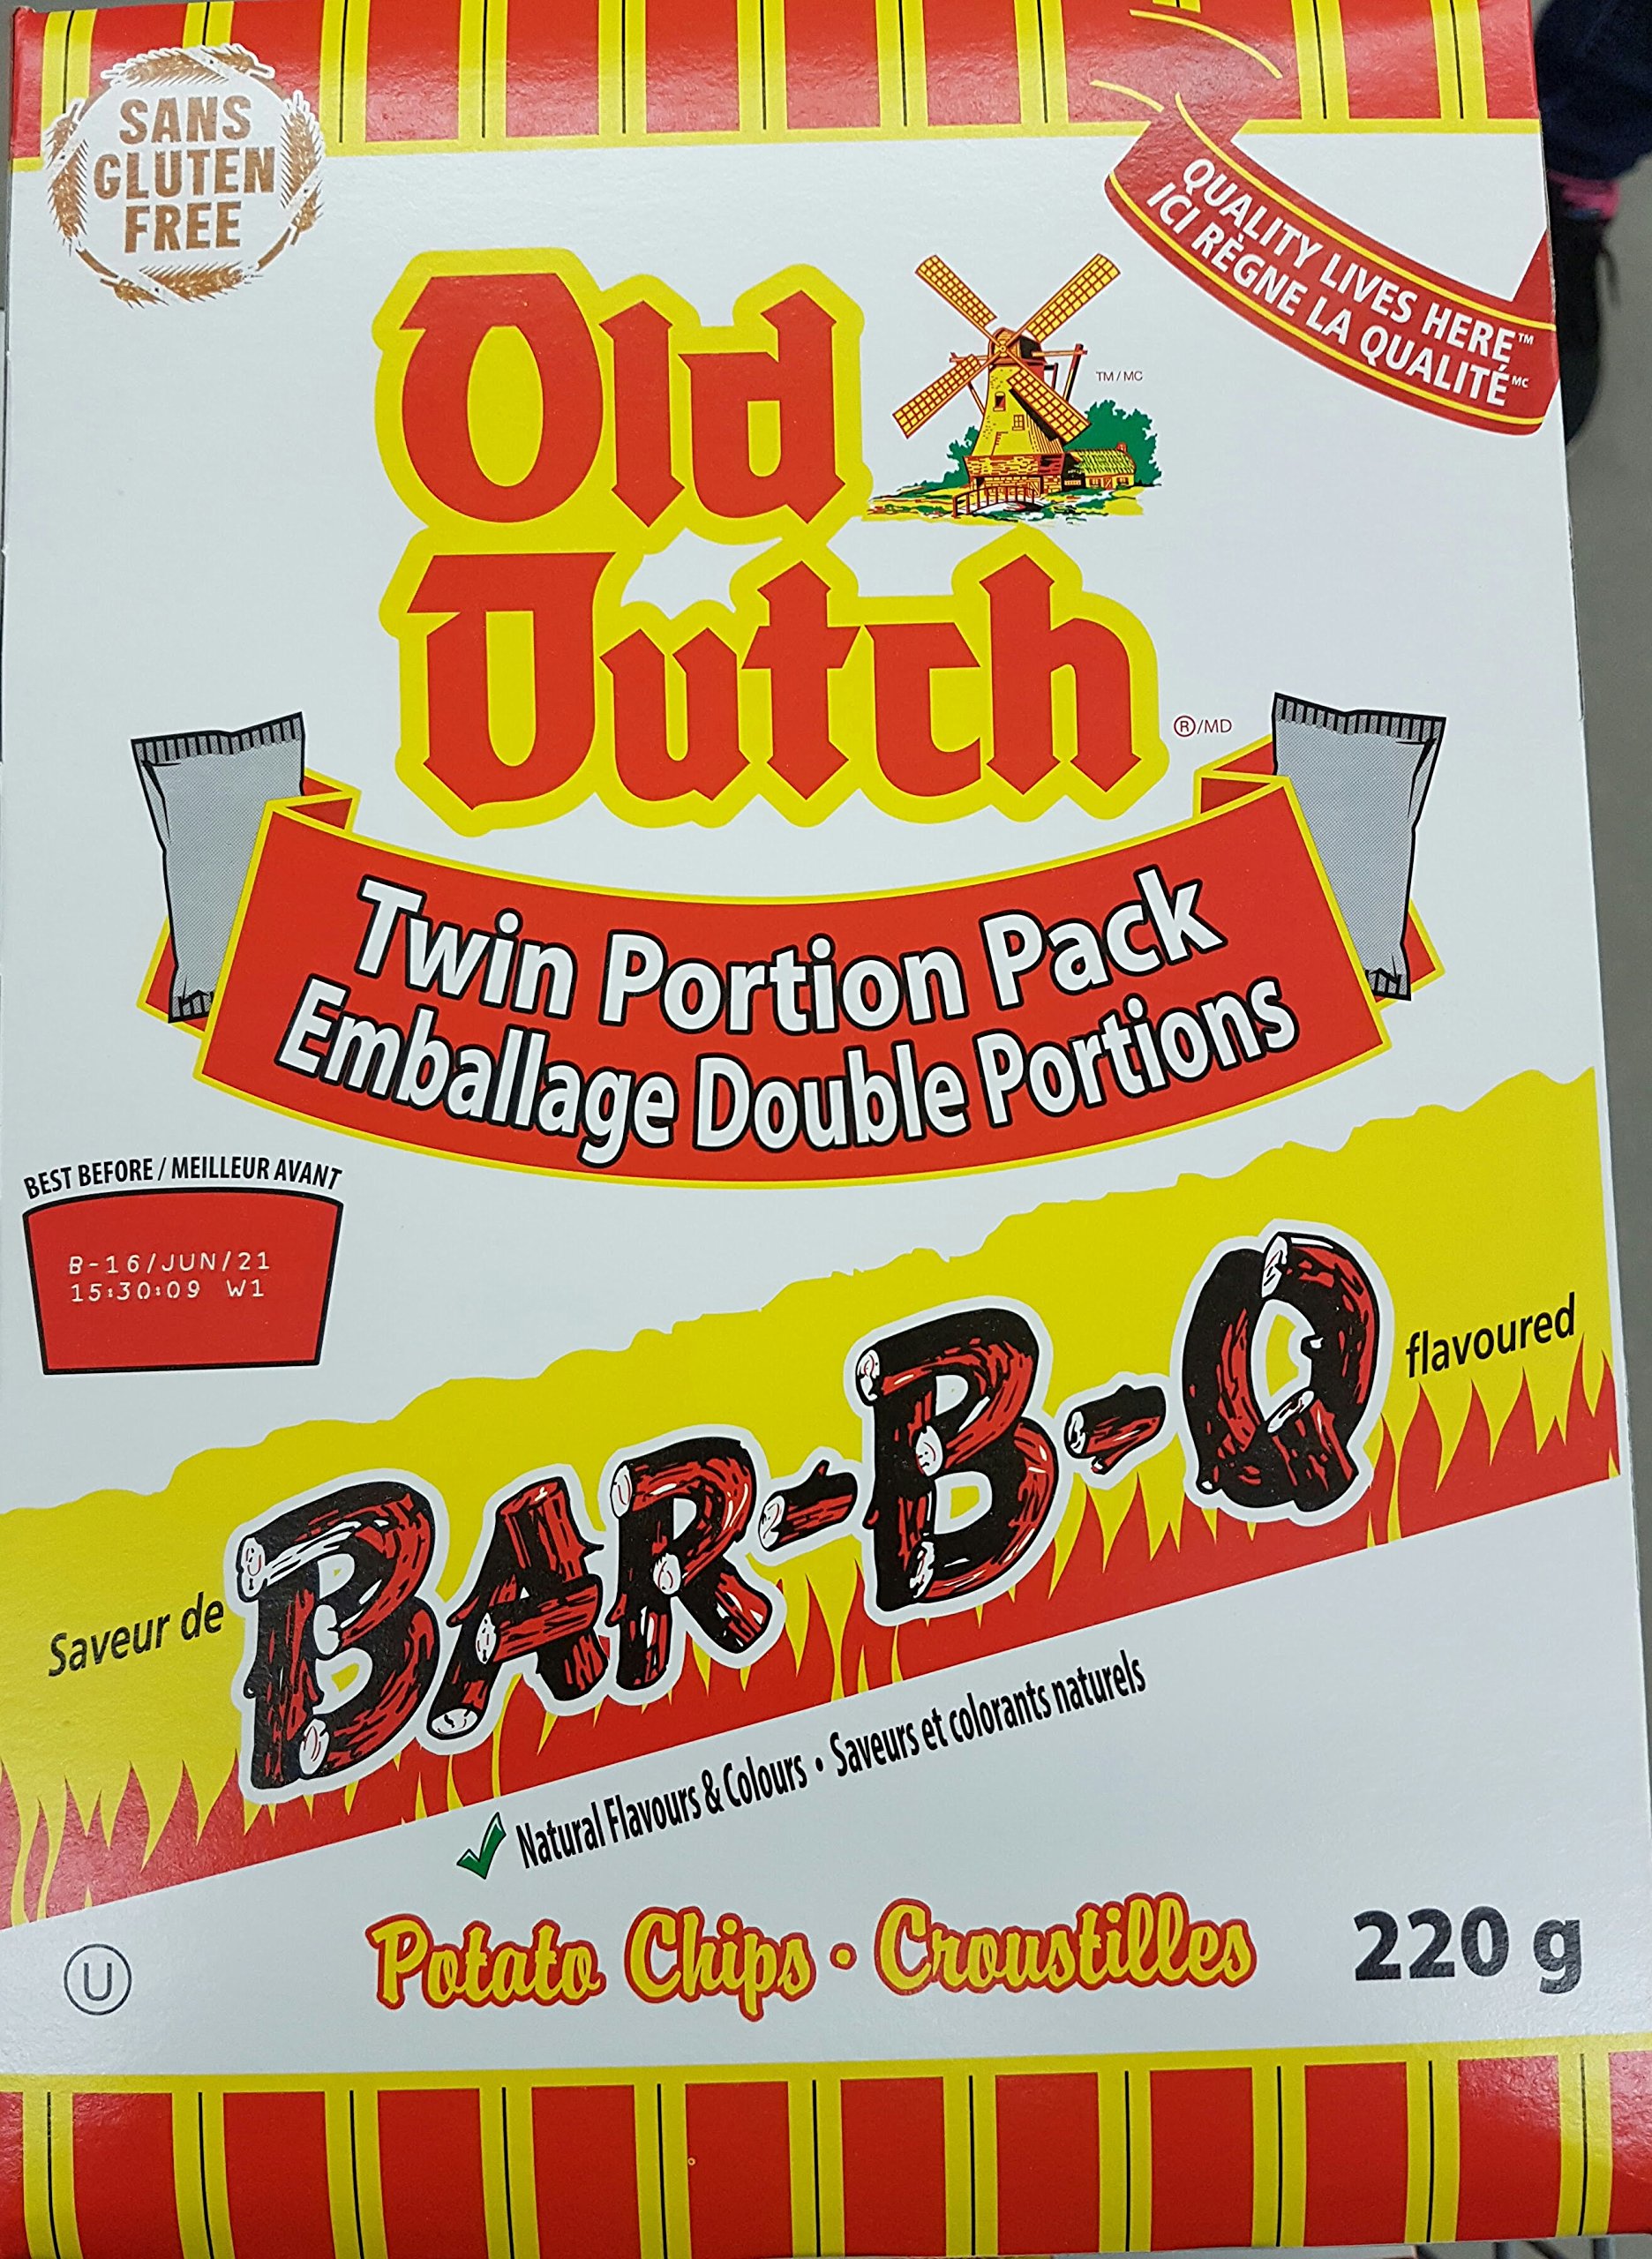 SANS
GLUTEN
FREE
QUALITY LIVES HERE™
ICI RÈGNE LA QUALITÉ MC
Old
TM/MC
Dutch
®/MD
Twin Portion Pack
Emballage Double Portions
BEST BEFORE / MEILLEUR AVANT
B-16/JUN/21
15:30:09 W1
Saveur de BAR-B-Q flavoured
Natural Flavours & Colours • Saveurs et colorants naturels
U
Potato Chips • Croustilles
220 g